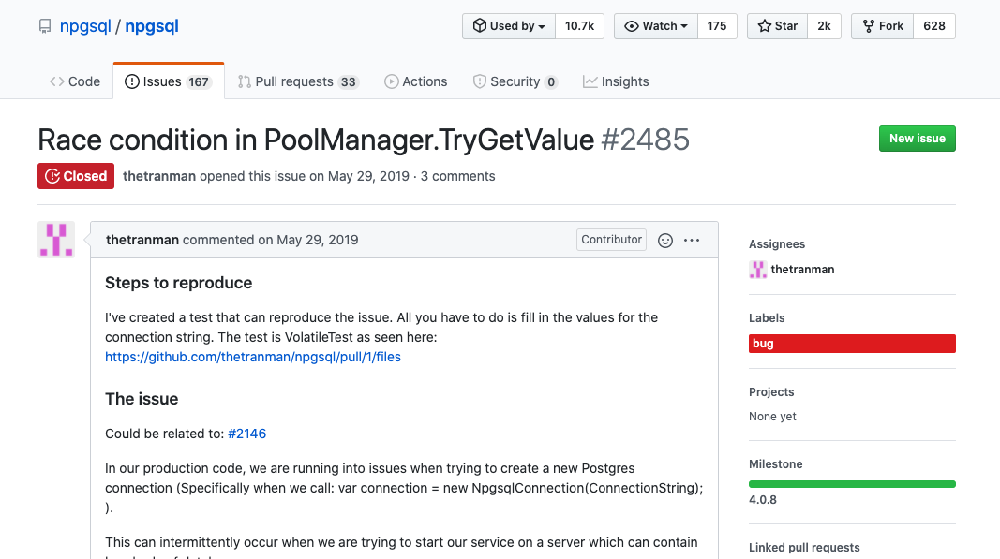 npgsql / npgsql
Used by 10.7k Watch 175 Star 2k Fork 628
Code Issues 167 Pull requests 33 Actions Security 0 Insights
Race condition in PoolManager.TryGetValue #2485
New issue
Closed thetranman opened this issue on May 29, 2019 · 3 comments
thetranman commented on May 29, 2019
Contributor
Steps to reproduce
I've created a test that can reproduce the issue. All you have to do is fill in the values for the
connection string. The test is VolatileTest as seen here:
https://github.com/thetranman/npgsql/pull/1/files
The issue
Could be related to: #2146
In our production code, we are running into issues when trying to create a new Postgres
connection (Specifically when we call: var connection = new NpgsqlConnection(ConnectionString);
).
This can intermittently occur when we are trying to start our service on a server which can contain
Assignees
thetranman
Labels
bug
Projects
None yet
Milestone
4.0.8
Linked pull requests